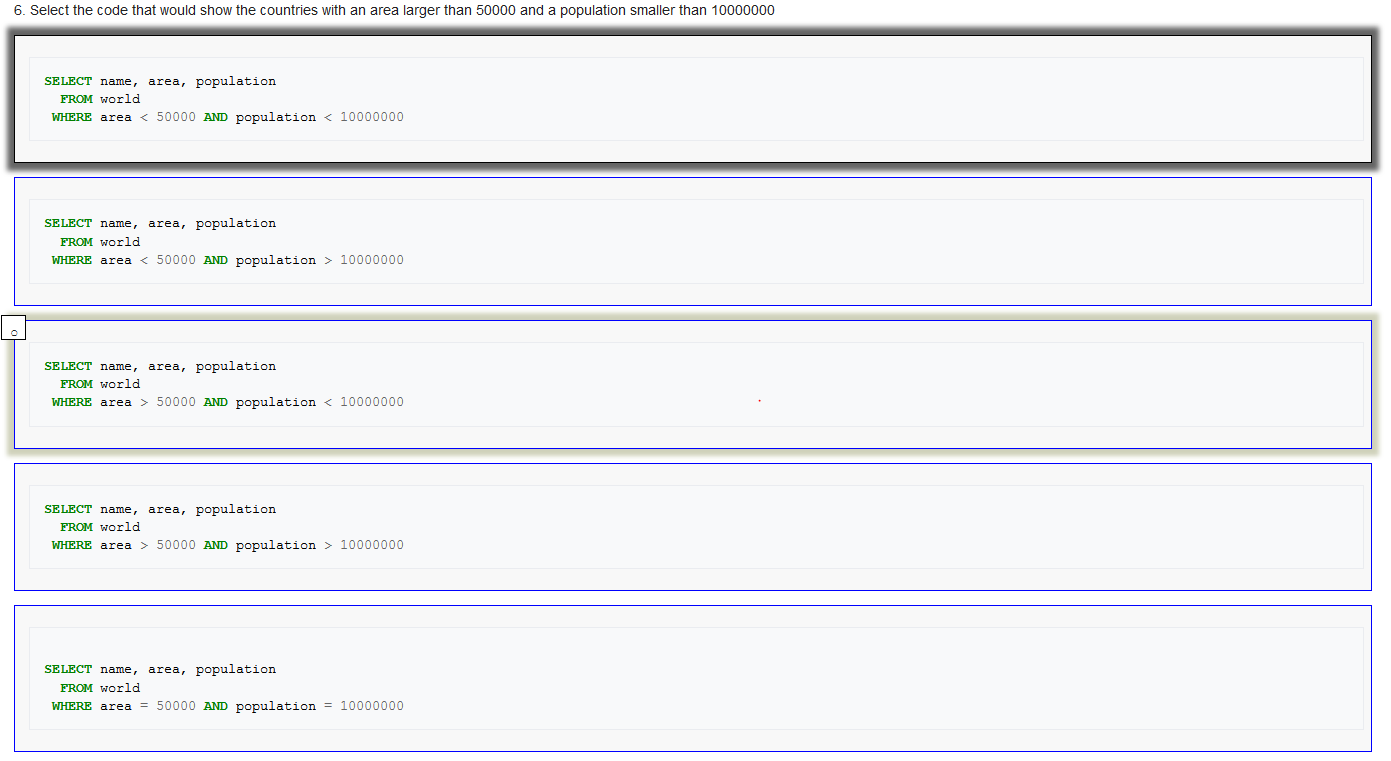 6. Select the code that would show the countries with an area larger than 50000 and a population smaller than 10000000
SELECT name, area, population
FROM world
WHERE area < 50000 AND population < 10000000
SELECT name, area, population
FROM world
WHERE area < 50000 AND population > 10000000
SELECT name, area, population
FROM world
WHERE area > 50000 AND population < 10000000
SELECT name, area, population
FROM world
WHERE area > 50000 AND population > 10000000
SELECT name, area, population
FROM world
WHERE area = 50000 AND population = 10000000